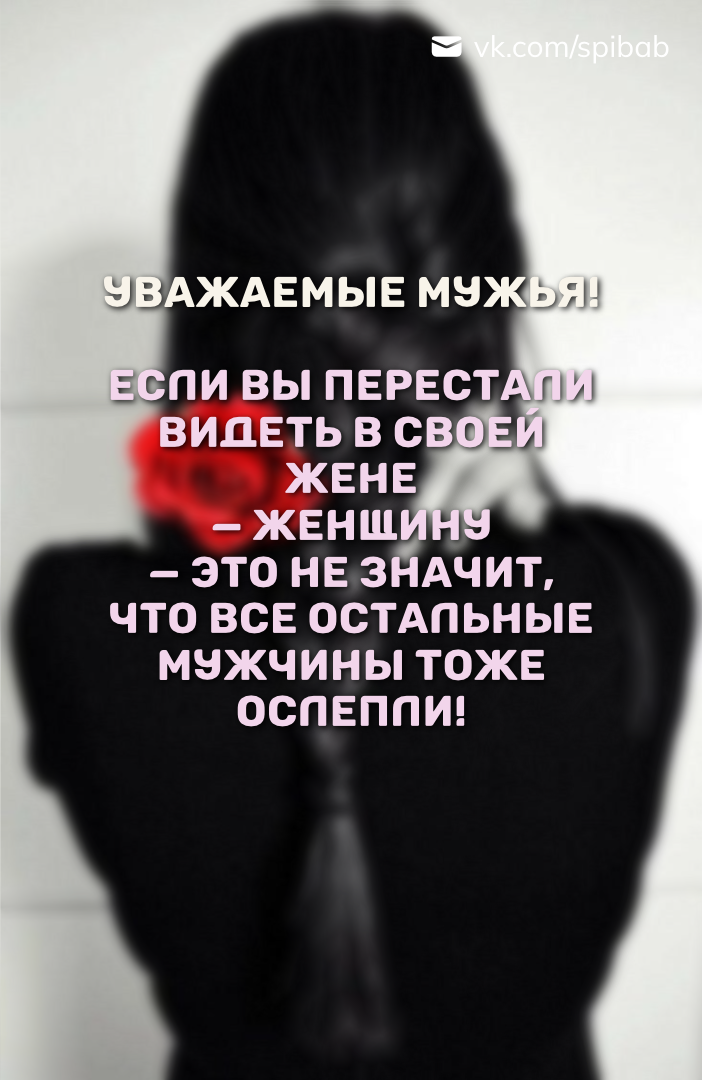 vk.com/spibab
УВАЖАЕМЫЕ МУЖЬЯ!
ЕСЛИ ВЫ ПЕРЕСТАЛИ
ВИДЕТЬ В СВОЕЙ
ЖЕНЕ
– ЖЕНЩИНУ
– ЭТО НЕ ЗНАЧИТ,
ЧТО ВСЕ ОСТАЛЬНЫЕ
МУЖЧИНЫ ТОЖЕ
ОСЛЕПЛИ!